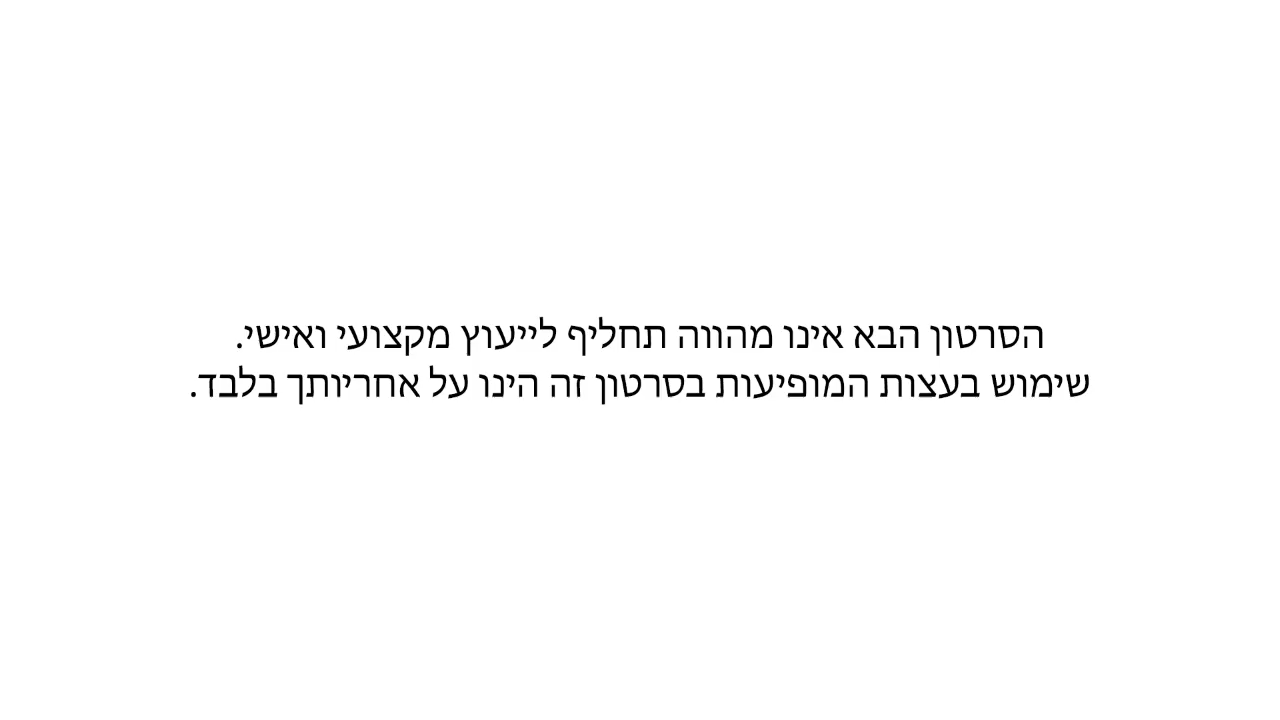 הסרטון הבא אינו מהווה תחליף לייעוץ מקצועי ואישי.
שימוש בעצות המופיעות בסרטון זה הינו על אחריותך בלבד.